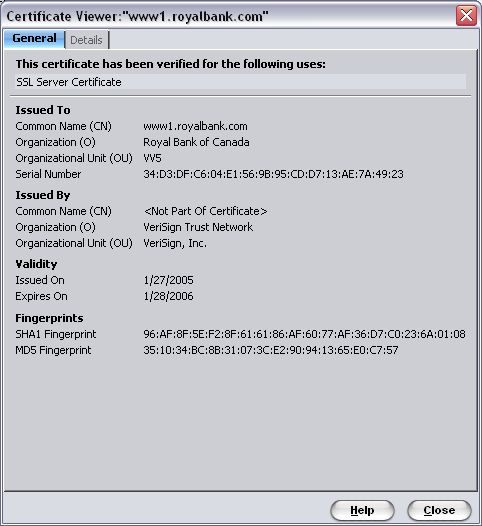 Certificate Viewer:"www1.royalbank.com"
General Details
This certificate has been verified for the following uses:
SSL Server Certificate
Issued To
Common Name (CN) www1.royalbank.com
Organization (O) Royal Bank of Canada
Organizational Unit (OU) VV5
Serial Number 34:D3:DF:C6:04:E1:56:9B:95:CD:D7:13:AE:7A:49:23
Issued By
Common Name (CN) <Not Part Of Certificate>
Organization (O) VeriSign Trust Network
Organizational Unit (OU) VeriSign, Inc.
Validity
Issued On 1/27/2005
Expires On 1/28/2006
Fingerprints
SHA1 Fingerprint 96:AF:8F:5E:F2:8F:61:61:86:AF:60:77:AF:36:D7:C0:23:6A:01:08
MD5 Fingerprint 35:10:34:BC:8B:31:07:3C:E2:90:94:13:65:E0:C7:57
Help Close